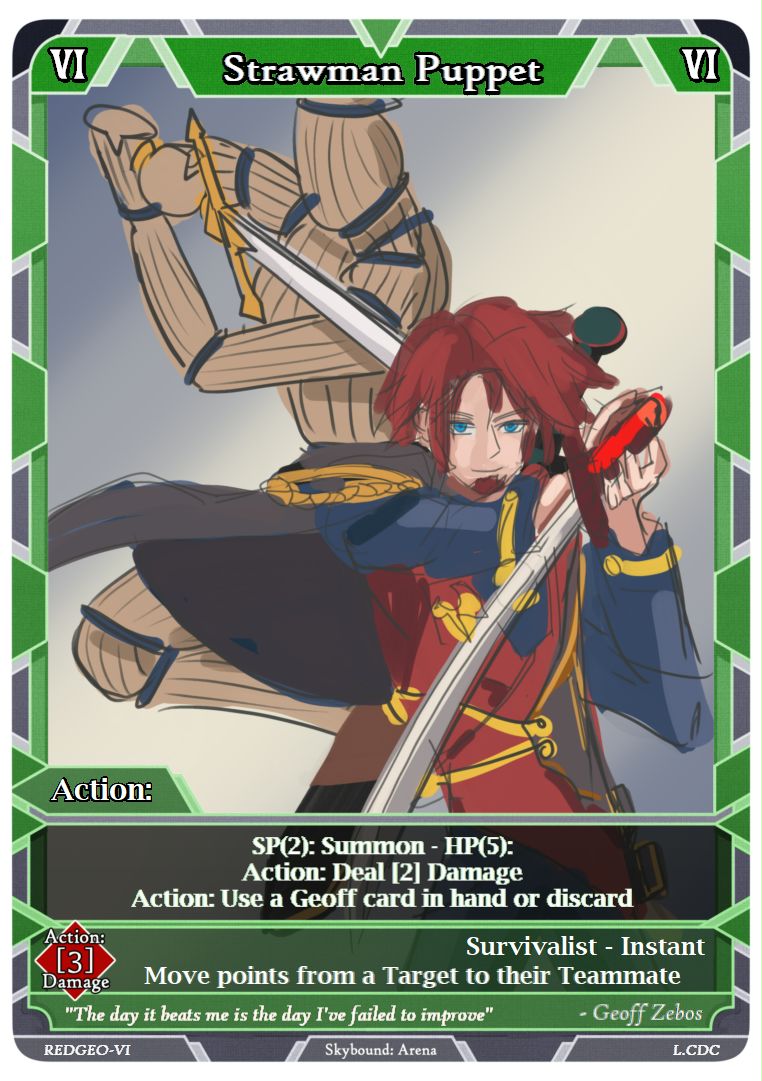 VI
Strawman Puppet
VI
Action:
SP(2): Summon - HP(5):
Action: Deal [2] Damage
Action: Use a Geoff card in hand or discard
Action:
[3]
Damage
Survivalist - Instant
Move points from a Target to their Teammate
"The day it beats me is the day I've failed to improve"
- Geoff Zebos
REDGEO-VI
Skybound: Arena
L.CDC